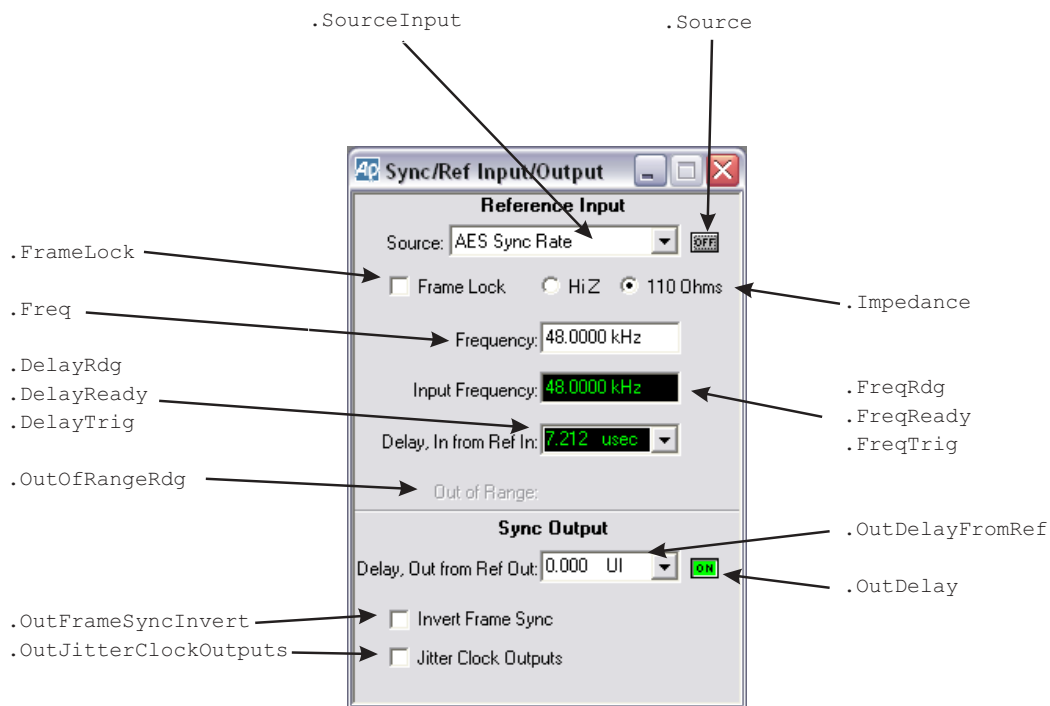 .SourceInput
.Source
Ap Sync/Ref Input/Output
Reference Input
Source: AES Sync Rate OFF
.FrameLock
Frame Lock HiZ 110 Ohms
.Impedance
.Freq
Frequency: 48.0000 kHz
.DelayRdg
.DelayReady
.DelayTrig
Input Frequency: 48.0000 kHz
.FreqRdg
.FreqReady
.FreqTrig
Delay, In from Ref In: 7.212 usec
.OutOfRangeRdg
Out of Range:
Sync Output
.OutDelayFromRef
Delay, Out from Ref Out: 0.000 UI ON
.OutDelay
.OutFrameSyncInvert
Invert Frame Sync
.OutJitterClockOutputs
Jitter Clock Outputs